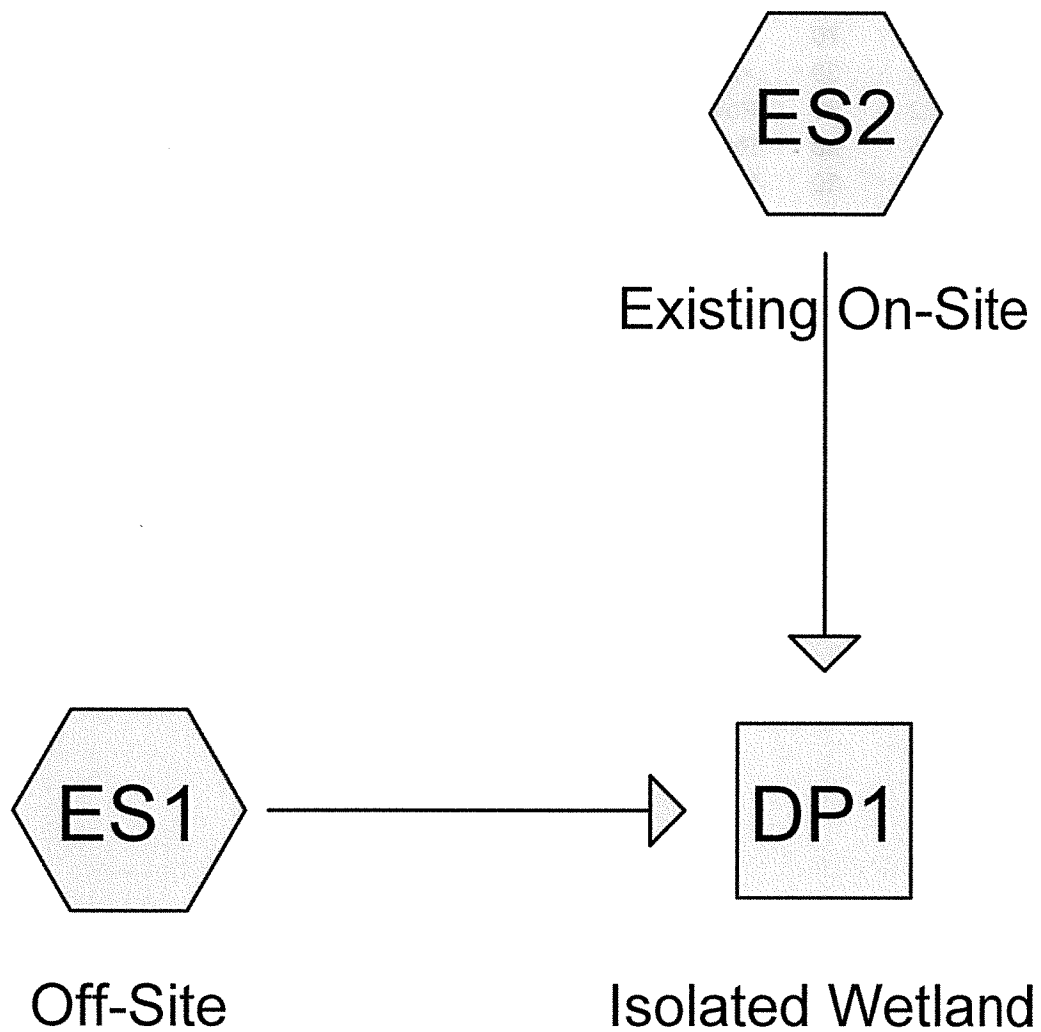 ES2
Existing On-Site
ES1
DP1
Off-Site
Isolated Wetland